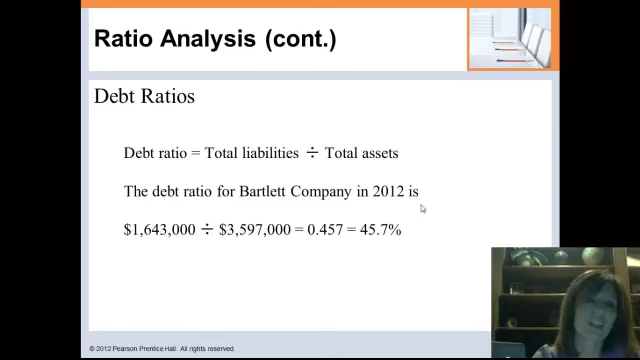 Ratio Analysis (cont.)
Debt Ratios
Debt ratio = Total liabilities ÷ Total assets
The debt ratio for Bartlett Company in 2012 is
$1,643,000 ÷ $3,597,000 = 0.457 = 45.7%
© 2012 Pearson Prentice Hall. All rights reserved.